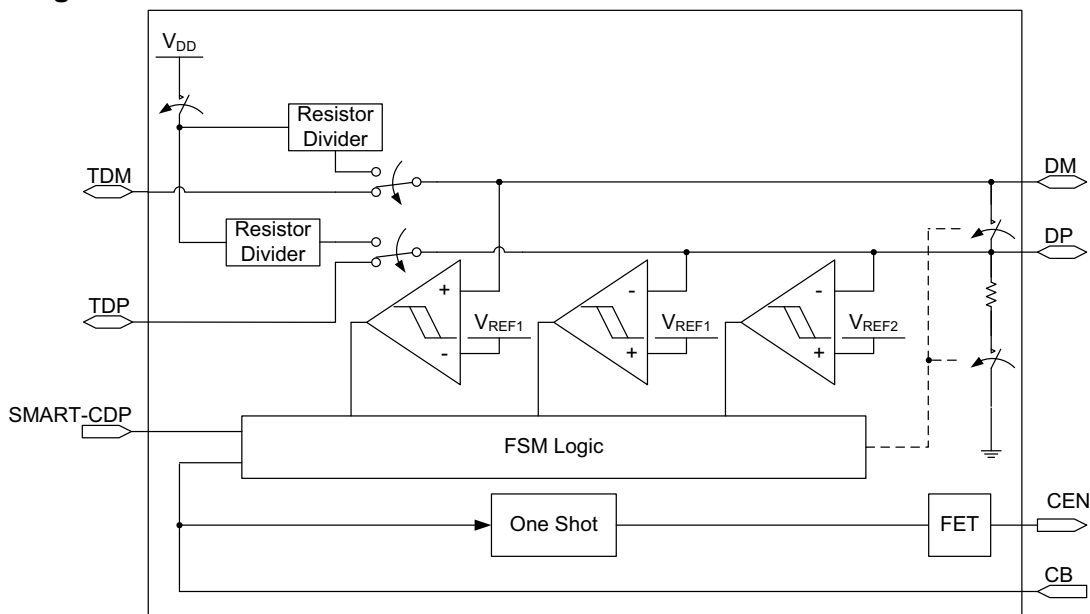 VDD
Resistor
Divider
TDM
DM
Resistor
Divider
DP
TDP
+
-
-
VREF1
VREF1
VREF2
-
+
+
SMART-CDP
FSM Logic
One Shot
FET
CEN
CB